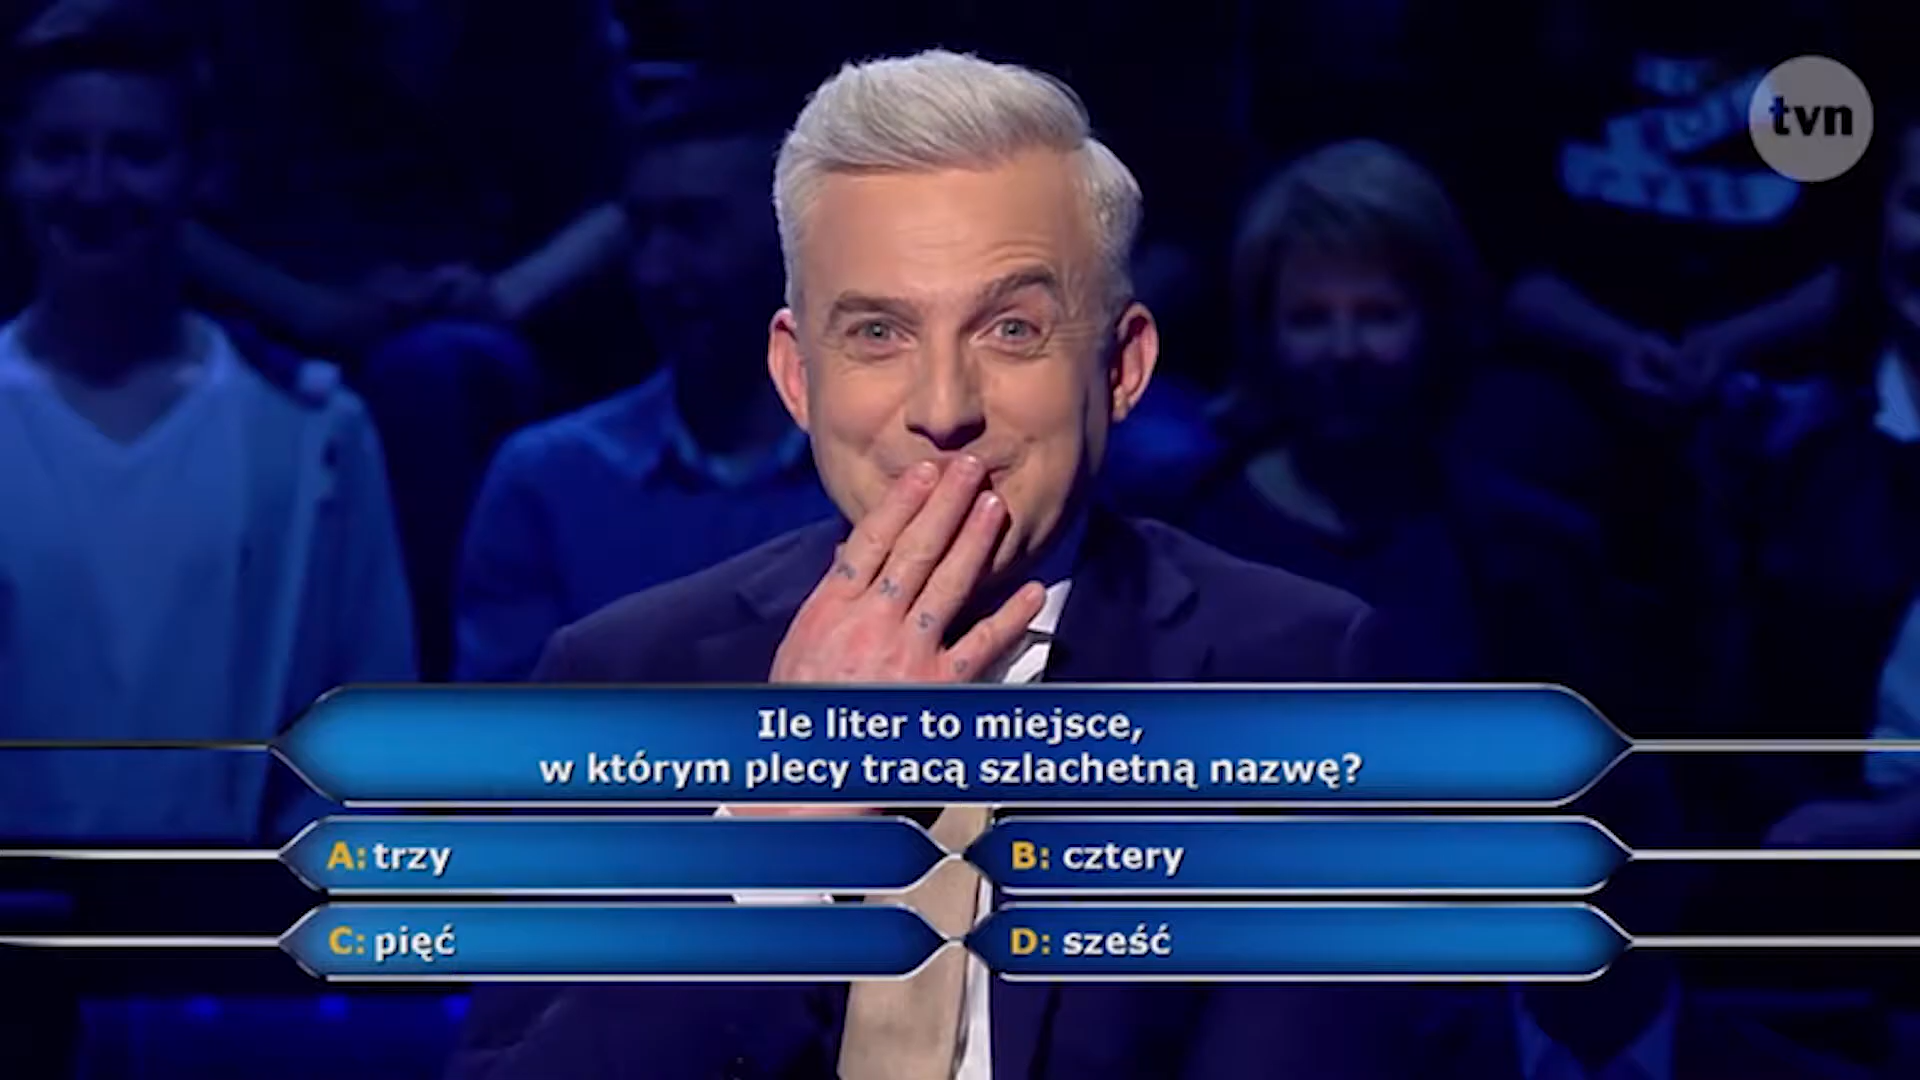 tvn
Ile liter to miejsce,
w którym plecy tracą szlachetną nazwę?
A: trzy
B: cztery
C: pięć
D: sześć